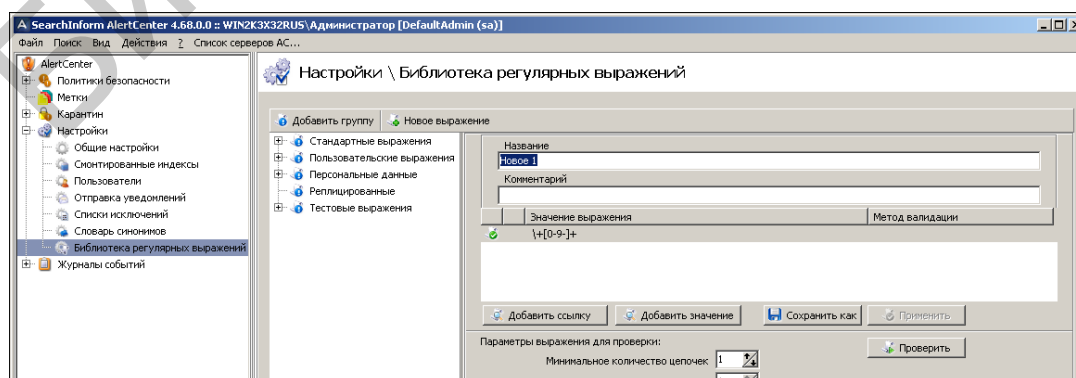 SearchInform AlertCenter 4.68.0.0 :: WIN2K3X32RUS\Администратор [DefaultAdmin (sa)]
Файл Поиск Вид Действия ? Список серверов AC...
AlertCenter
Политики безопасности
Метки
Карантин
Настройки
Общие настройки
Смонтированные индексы
Пользователи
Отправка уведомлений
Списки исключений
Словарь синонимов
Библиотека регулярных выражений
Журналы событий
Настройки \ Библиотека регулярных выражений
Добавить группу Новое выражение
Стандартные выражения
Пользовательские выражения
Персональные данные
Реплицированные
Тестовые выражения
Название
Новое 1
Комментарий
Значение выражения Метод валидации
\+[0-9-]+
Добавить ссылку Добавить значение Сохранить как Применить
Параметры выражения для проверки:
Проверить
Минимальное количество цепочек 1